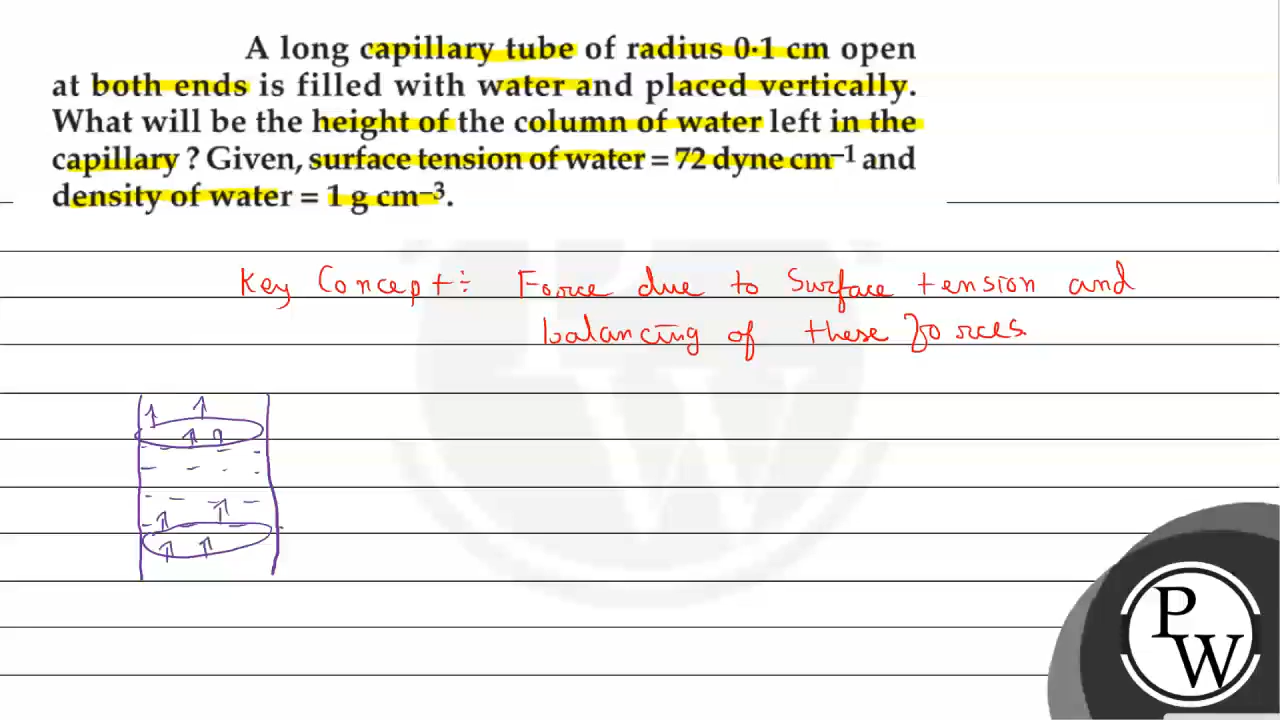 A long capillary tube of radius 0·1 cm open
at both ends is filled with water and placed vertically.
What will be the height of the column of water left in the
capillary ? Given, surface tension of water = 72 dyne cm⁻¹ and
density of water = 1 g cm⁻³.
Key Concept :- Force due to Surface tension and
balancing of these forces.
P
W